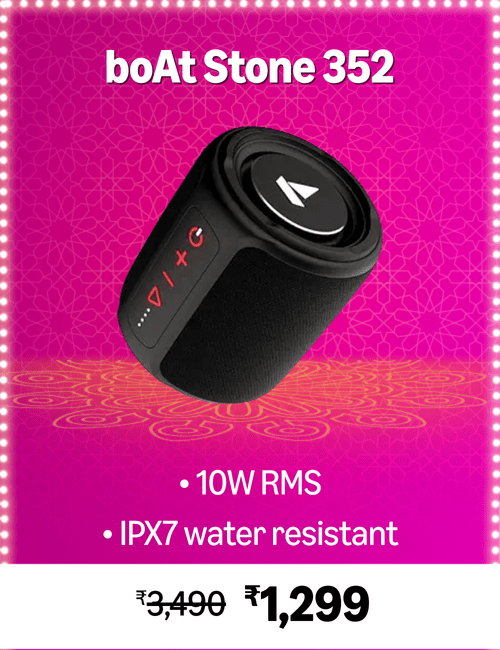 boAt Stone 352
• 10W RMS
• IPX7 water resistant
₹3,490 ₹1,299